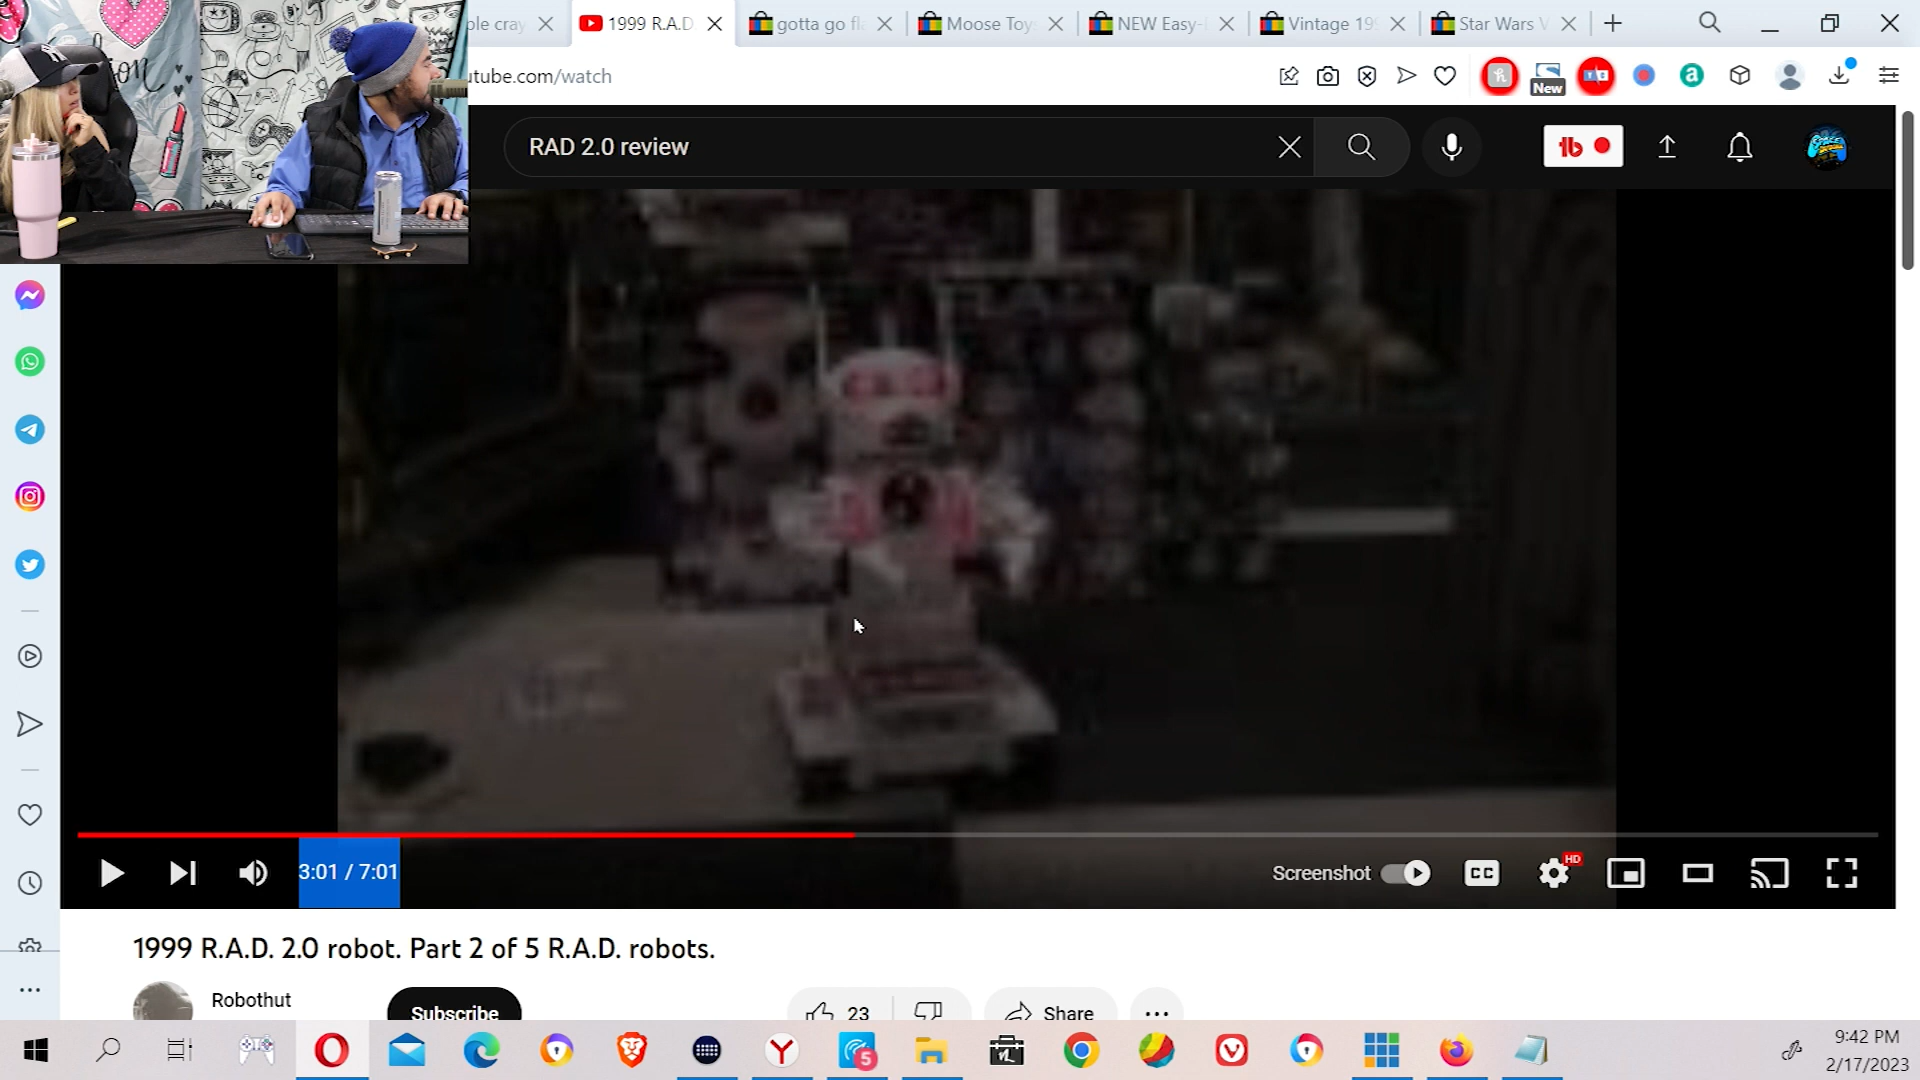 ple cray
1999 R.A.D
gotta go fl
Moose Toy
NEW Easy-
Vintage 19
Star Wars V
utube.com/watch
New
RAD 2.0 review
3:01 / 7:01
Screenshot
CC
HD
1999 R.A.D. 2.0 robot. Part 2 of 5 R.A.D. robots.
Robothut
Subscribe
23
Share
5
9:42 PM
2/17/2023